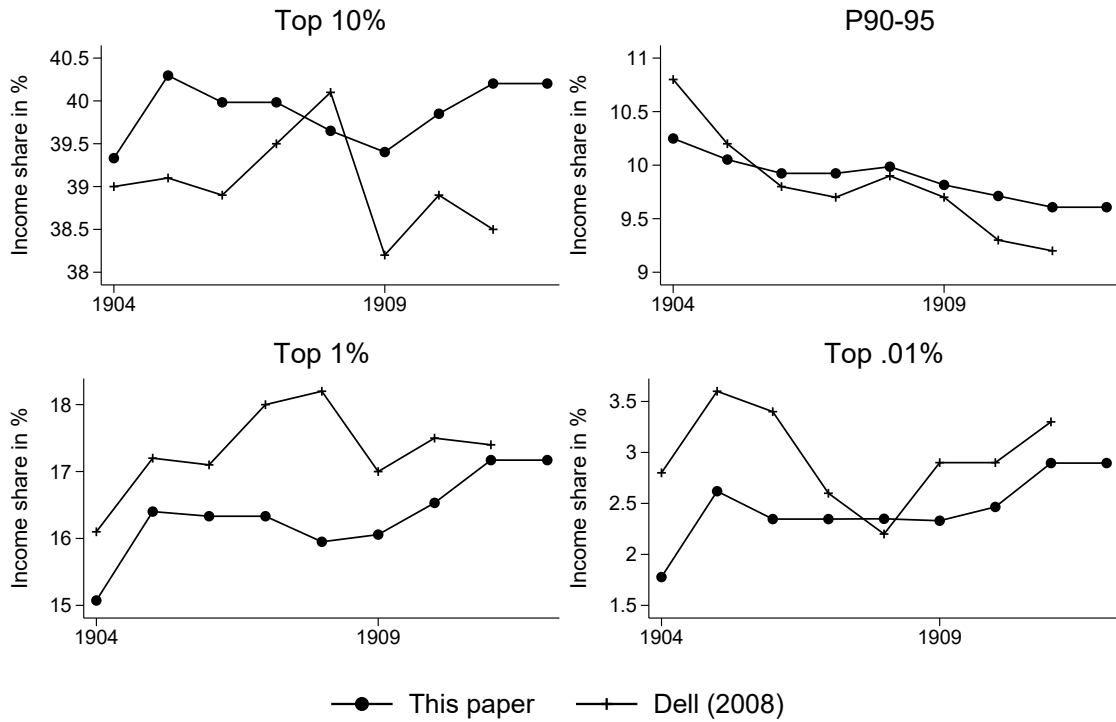 Top 10%
Income share in %
40.5
40
39.5
39
38.5
38
1904
1909
P90-95
Income share in %
11
10.5
10
9.5
9
1904
1909
Top 1%
Income share in %
18
17
16
15
1904
1909
Top .01%
Income share in %
3.5
3
2.5
2
1.5
1904
1909
This paper
Dell (2008)